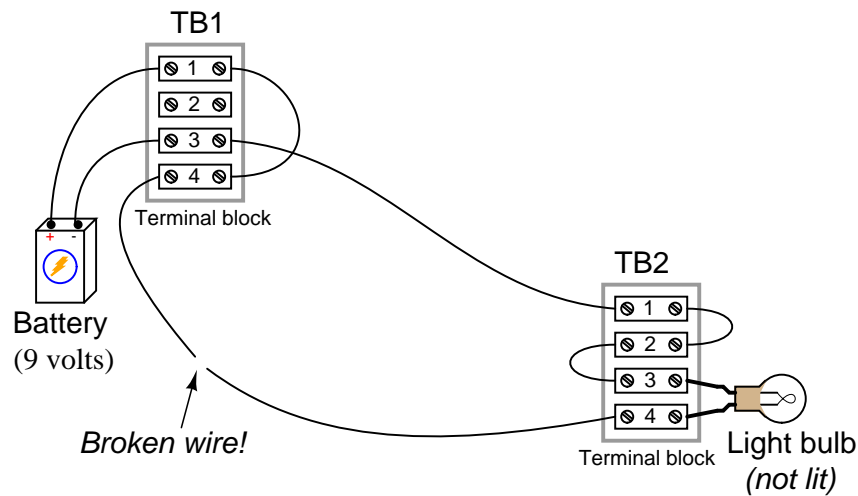 TB1
1
2
3
4
Terminal block
+ -
Battery
(9 volts)
Broken wire!
TB2
1
2
3
4
Terminal block
Light bulb
(not lit)